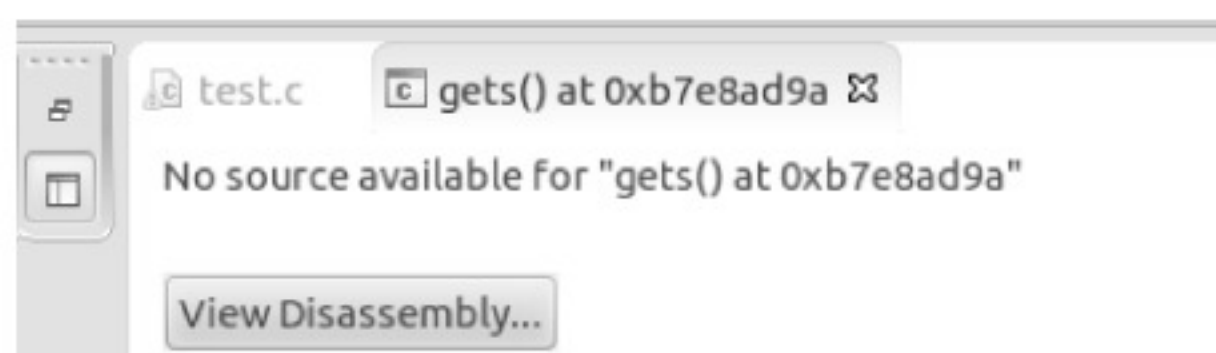 test.c
gets() at 0xb7e8ad9a
No source available for "gets() at 0xb7e8ad9a"
View Disassembly...